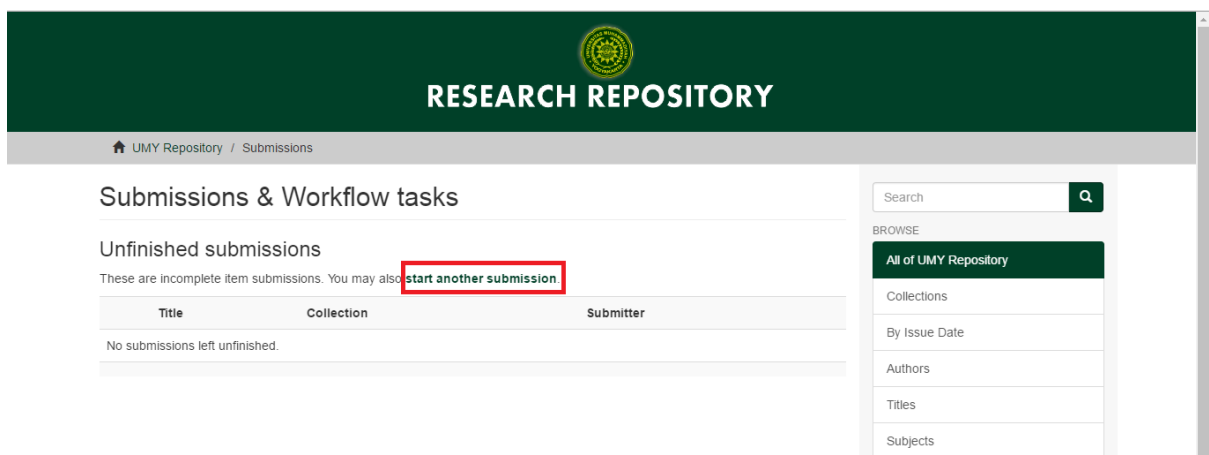 RESEARCH REPOSITORY
UMY Repository / Submissions
Submissions & Workflow tasks
Unfinished submissions
These are incomplete item submissions. You may also start another submission.
Title Collection Submitter
No submissions left unfinished.
Search
BROWSE
All of UMY Repository
Collections
By Issue Date
Authors
Titles
Subjects